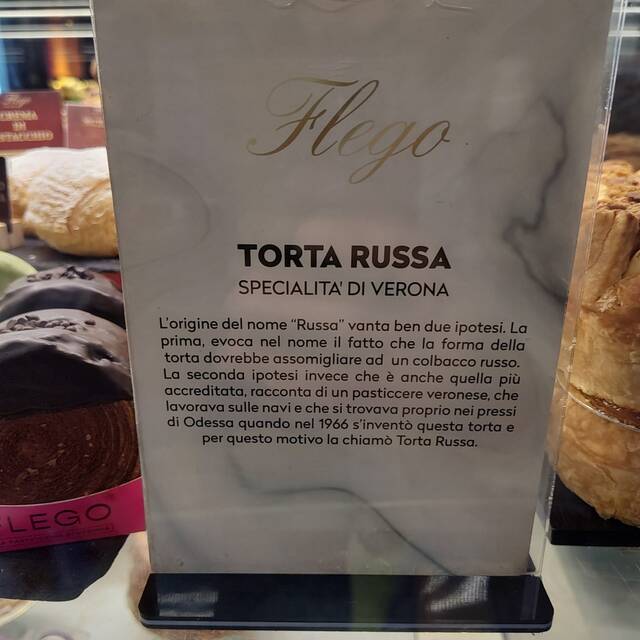 Flego
TORTA RUSSA
SPECIALITA' DI VERONA
L'origine del nome "Russa" vanta ben due ipotesi. La
prima, evoca nel nome il fatto che la forma della
torta dovrebbe assomigliare ad un colbacco russo.
La seconda ipotesi invece che è anche quella più
accreditata, racconta di un pasticcere veronese, che
lavorava sulle navi e che si trovava proprio nei pressi
di Odessa quando nel 1966 s'inventò questa torta e
per questo motivo la chiamò Torta Russa.
Flego
CREMA
DI
FLEGO